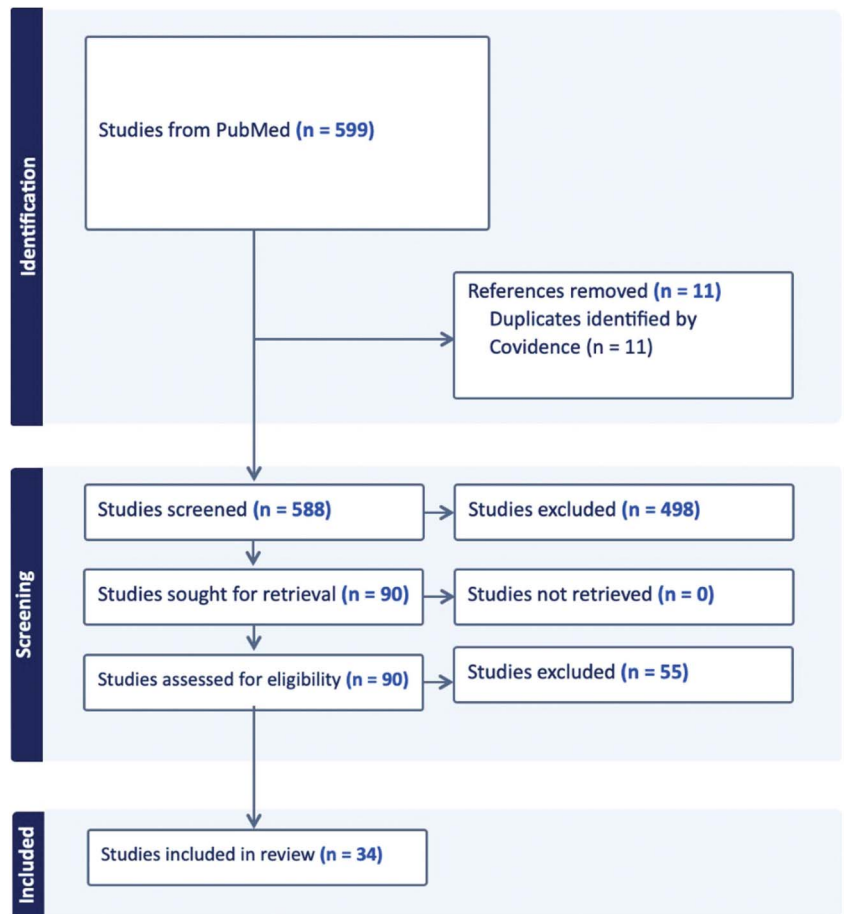 Identification
Studies from PubMed (n = 599)
References removed (n = 11)
Duplicates identified by
Covidence (n = 11)
Screening
Studies screened (n = 588)
Studies excluded (n = 498)
Studies sought for retrieval (n = 90)
Studies not retrieved (n = 0)
Studies assessed for eligibility (n = 90)
Studies excluded (n = 55)
Included
Studies included in review (n = 34)